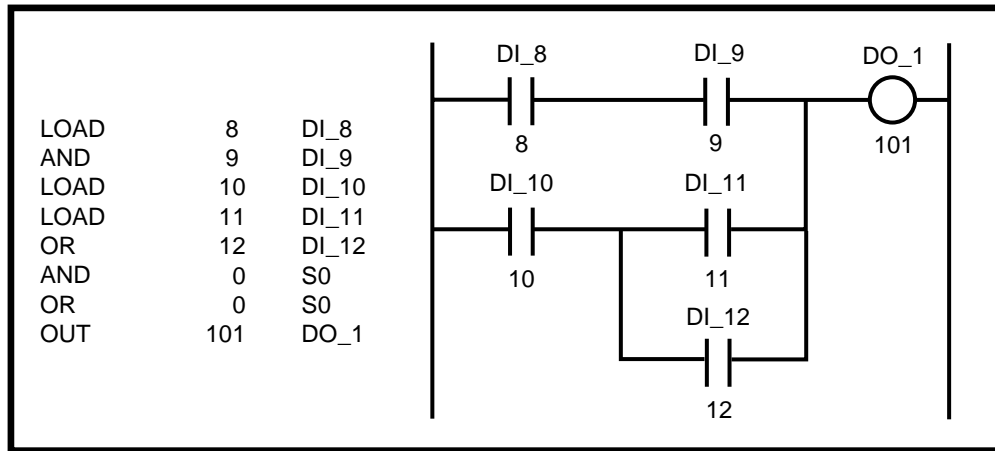 LOAD 8 DI_8
AND 9 DI_9
LOAD 10 DI_10
LOAD 11 DI_11
OR 12 DI_12
AND 0 S0
OR 0 S0
OUT 101 DO_1
DI_8 DI_9 DO_1
8 9 101
DI_10 DI_11
10 11
DI_12
12